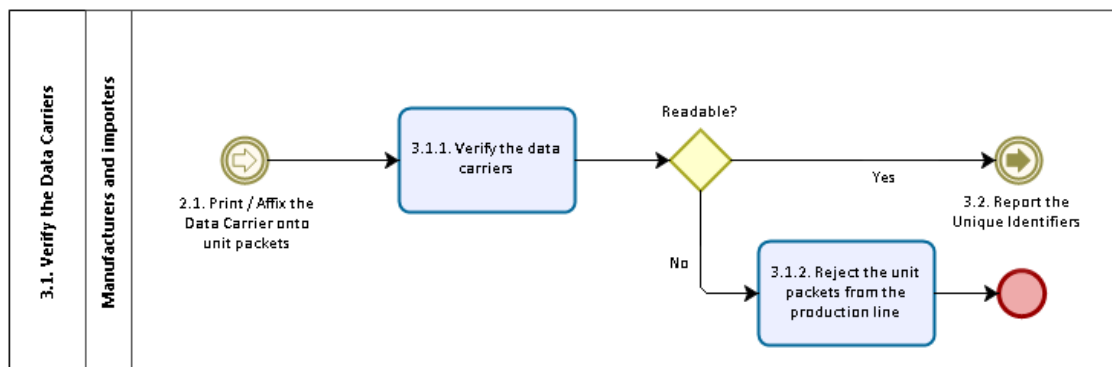 3.1. Verify the Data Carriers
Manufacturers and importers
2.1. Print / Affix the
Data Carrier onto
unit packets
3.1.1. Verify the data
carriers
Readable?
Yes
3.2. Report the
Unique Identifiers
No
3.1.2. Reject the unit
packets from the
production line